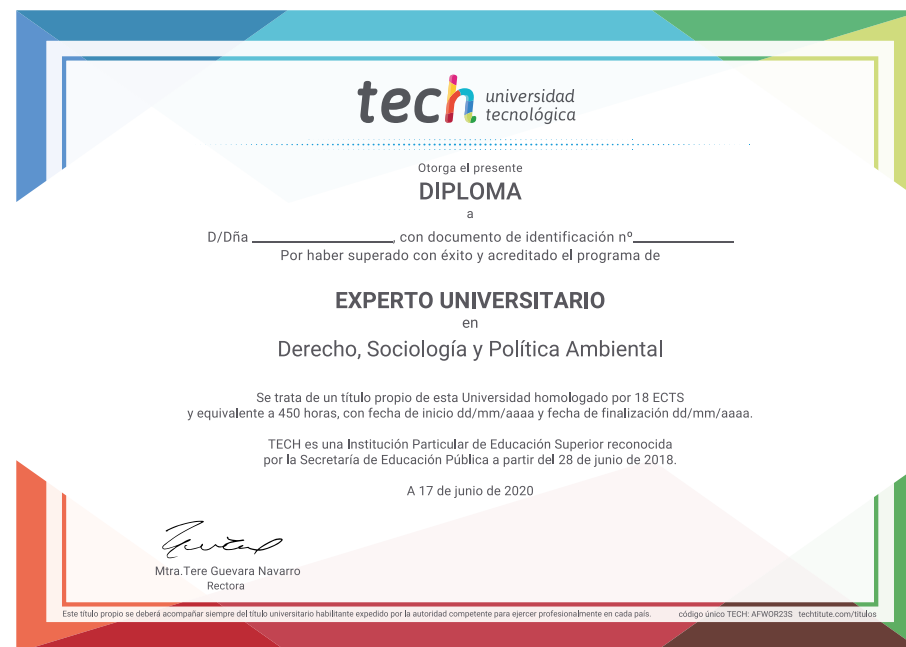 tech universidad
tecnológica
Otorga el presente
DIPLOMA
a
D/Dña ____________________, con documento de identificación nº______________
Por haber superado con éxito y acreditado el programa de
EXPERTO UNIVERSITARIO
en
Derecho, Sociología y Política Ambiental
Se trata de un título propio de esta Universidad homologado por 18 ECTS
y equivalente a 450 horas, con fecha de inicio dd/mm/aaaa y fecha de finalización dd/mm/aaaa.
TECH es una Institución Particular de Educación Superior reconocida
por la Secretaría de Educación Pública a partir del 28 de junio de 2018.
A 17 de junio de 2020
Mtra.Tere Guevara Navarro
Rectora
Este título propio se deberá acompañar siempre del título universitario habilitante expedido por la autoridad competente para ejercer profesionalmente en cada país. código único TECH: AFWOR23S techtitute.com/titulos